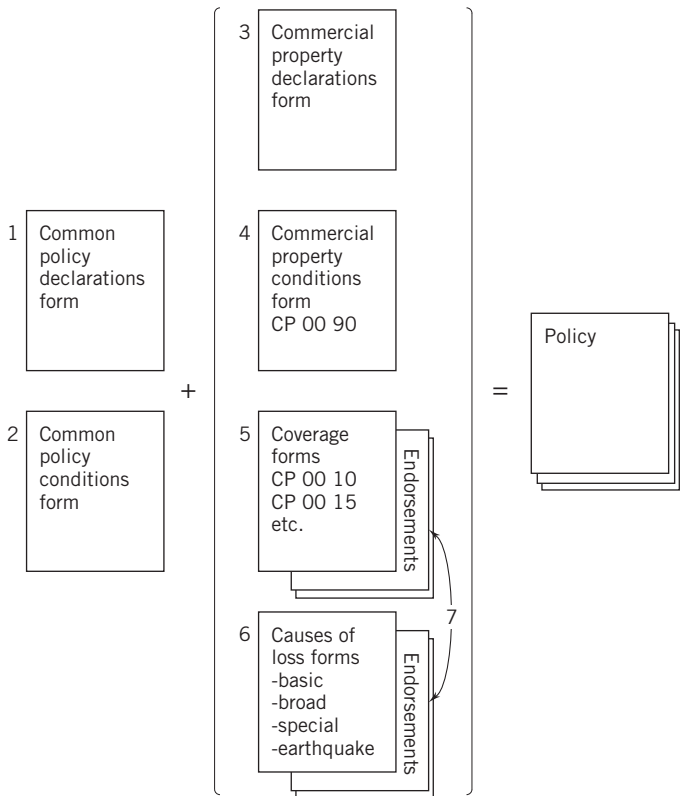 1
Common
policy
declarations
form
2
Common
policy
conditions
form
+
3
Commercial
property
declarations
form
4
Commercial
property
conditions
form
CP 00 90
5
Coverage
forms
CP 00 10
CP 00 15
etc.
Endorsements
6
Causes of
loss forms
-basic
-broad
-special
-earthquake
Endorsements
7
=
Policy